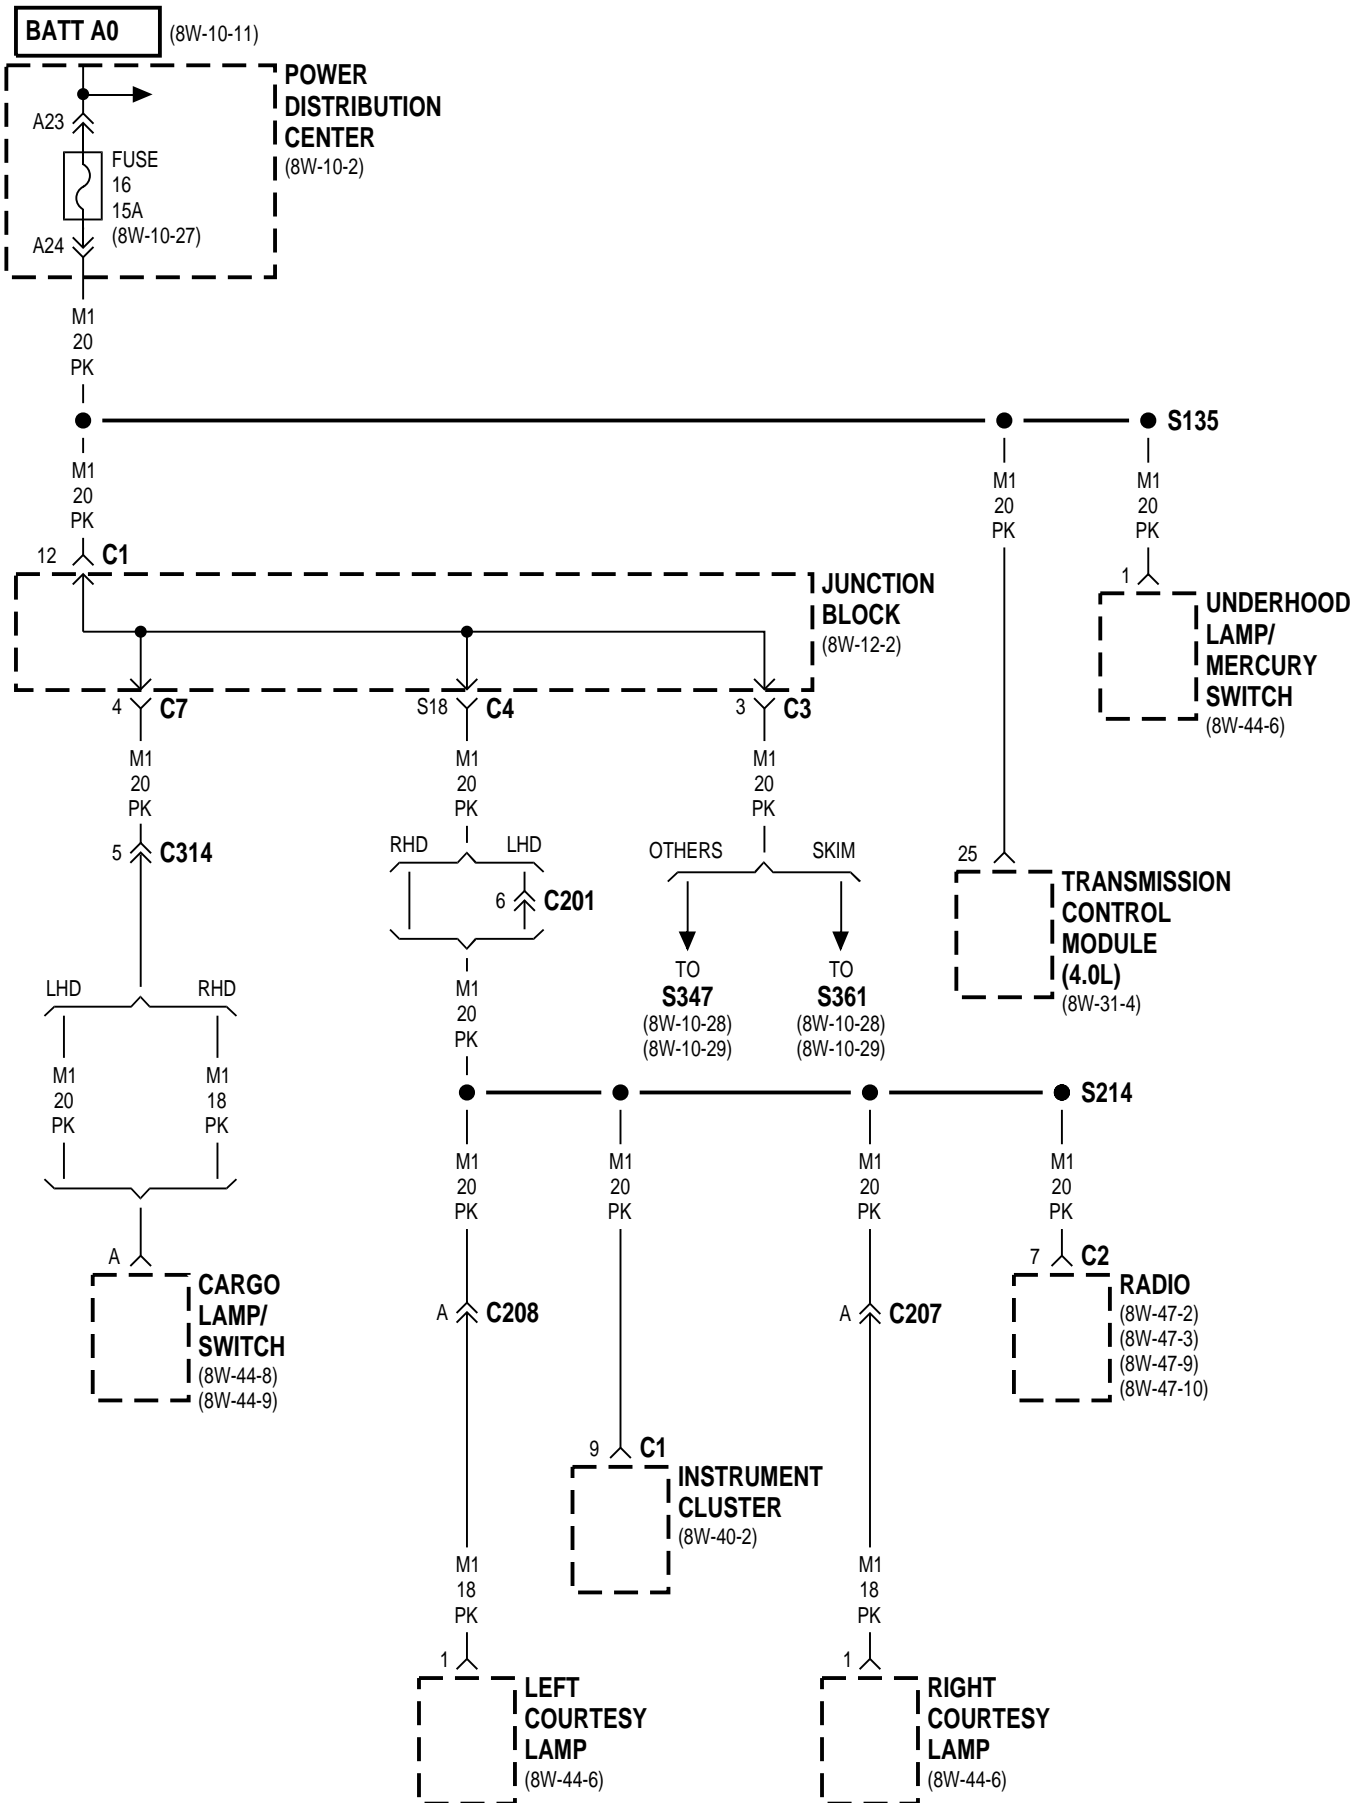 BATT A0 (8W-10-11)
POWER
DISTRIBUTION
CENTER
(8W-10-2)
A23
FUSE
16
15A
(8W-10-27)
A24
M1
20
PK
S135
M1
20
PK
M1
20
PK
M1
20
PK
12 C1
JUNCTION
BLOCK
(8W-12-2)
1
UNDERHOOD
LAMP/
MERCURY
SWITCH
(8W-44-6)
4 C7
S18 C4
3 C3
M1
20
PK
M1
20
PK
M1
20
PK
5 C314
RHD LHD
6 C201
OTHERS SKIM
TO
S347
(8W-10-28)
(8W-10-29)
TO
S361
(8W-10-28)
(8W-10-29)
25
TRANSMISSION
CONTROL
MODULE
(4.0L)
(8W-31-4)
LHD RHD
M1
20
PK
M1
18
PK
M1
20
PK
S214
M1
20
PK
M1
20
PK
M1
20
PK
M1
20
PK
A
CARGO
LAMP/
SWITCH
(8W-44-8)
(8W-44-9)
A C208
A C207
7 C2
RADIO
(8W-47-2)
(8W-47-3)
(8W-47-9)
(8W-47-10)
9 C1
INSTRUMENT
CLUSTER
(8W-40-2)
M1
18
PK
M1
18
PK
1
LEFT
COURTESY
LAMP
(8W-44-6)
1
RIGHT
COURTESY
LAMP
(8W-44-6)